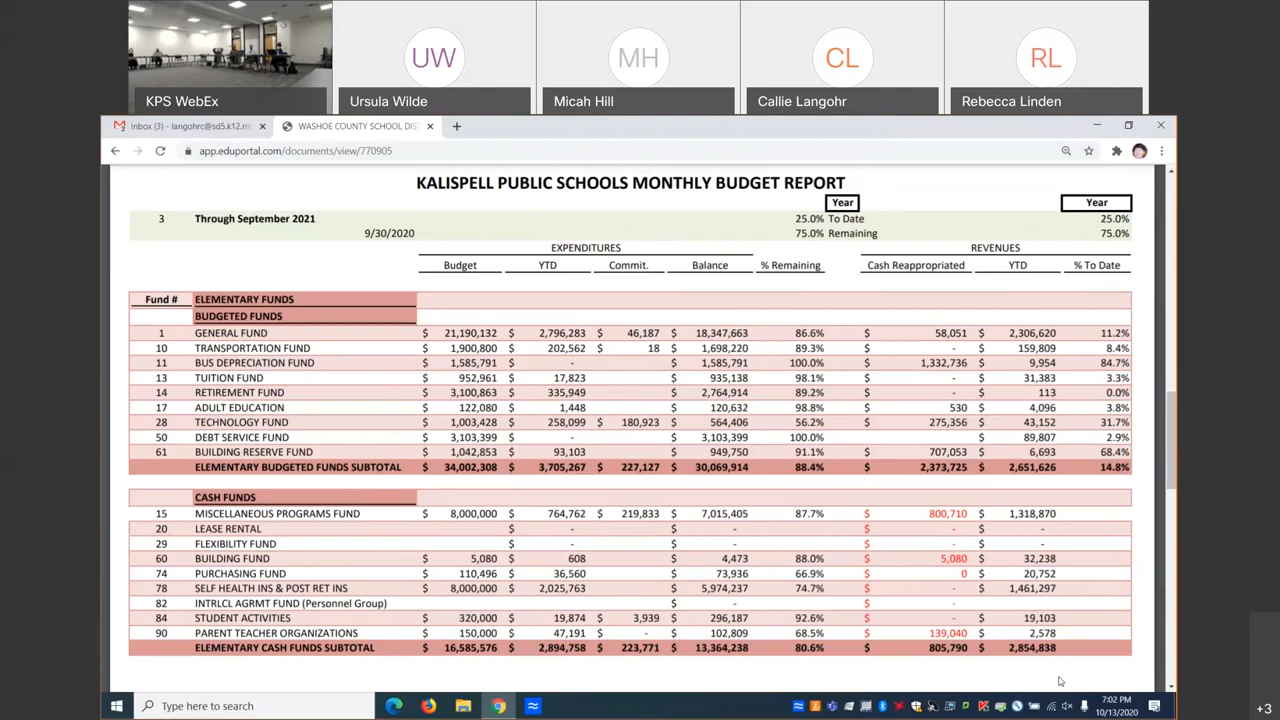 UW MH CL RL
KPS WebEx Ursula Wilde Micah Hill Callie Langohr Rebecca Linden
Inbox (3) - langohrc@sd5.k12.mt WASHOE COUNTY SCHOOL DIS
app.eduportal.com/documents/view/770905
KALISPELL PUBLIC SCHOOLS MONTHLY BUDGET REPORT
Year Year
3 Through September 2021 25.0% To Date 25.0%
9/30/2020 75.0% Remaining 75.0%
EXPENDITURES REVENUES
Budget YTD Commit. Balance % Remaining Cash Reappropriated YTD % To Date
Fund # ELEMENTARY FUNDS
BUDGETED FUNDS
1 GENERAL FUND $ 21,190,132 $ 2,796,283 $ 46,187 $ 18,347,663 86.6% $ 58,051 $ 2,306,620 11.2%
10 TRANSPORTATION FUND $ 1,900,800 $ 202,562 $ 18 $ 1,698,220 89.3% $ - $ 159,809 8.4%
11 BUS DEPRECIATION FUND $ 1,585,791 $ - $ 1,585,791 100.0% $ 1,332,736 $ 9,954 84.7%
13 TUITION FUND $ 952,961 $ 17,823 $ 935,138 98.1% $ - $ 31,383 3.3%
14 RETIREMENT FUND $ 3,100,863 $ 335,949 $ 2,764,914 89.2% $ - $ 113 0.0%
17 ADULT EDUCATION $ 122,080 $ 1,448 $ 120,632 98.8% $ 530 $ 4,096 3.8%
28 TECHNOLOGY FUND $ 1,003,428 $ 258,099 $ 180,923 $ 564,406 56.2% $ 275,356 $ 43,152 31.7%
50 DEBT SERVICE FUND $ 3,103,399 $ - $ 3,103,399 100.0% $ $ 89,807 2.9%
61 BUILDING RESERVE FUND $ 1,042,853 $ 93,103 $ 949,750 91.1% $ 707,053 $ 6,693 68.4%
ELEMENTARY BUDGETED FUNDS SUBTOTAL $ 34,002,308 $ 3,705,267 $ 227,127 $ 30,069,914 88.4% $ 2,373,725 $ 2,651,626 14.8%
CASH FUNDS
15 MISCELLANEOUS PROGRAMS FUND $ 8,000,000 $ 764,762 $ 219,833 $ 7,015,405 87.7% $ 800,710 $ 1,318,870
20 LEASE RENTAL $ - $ - $ - $ -
29 FLEXIBILITY FUND $ - $ - $ - $ -
60 BUILDING FUND $ 5,080 $ 608 $ 4,473 88.0% $ 5,080 $ 32,238
74 PURCHASING FUND $ 110,496 $ 36,560 $ 73,936 66.9% $ 0 $ 20,752
78 SELF HEALTH INS & POST RET INS $ 8,000,000 $ 2,025,763 $ 5,974,237 74.7% $ - $ 1,461,297
82 INTRLCL AGRMT FUND (Personnel Group) $ - $ -
84 STUDENT ACTIVITIES $ 320,000 $ 19,874 $ 3,939 $ 296,187 92.6% $ - $ 19,103
90 PARENT TEACHER ORGANIZATIONS $ 150,000 $ 47,191 - $ 102,809 68.5% $ 139,040 $ 2,578
ELEMENTARY CASH FUNDS SUBTOTAL $ 16,585,576 $ 2,894,758 $ 223,771 $ 13,364,238 80.6% $ 805,790 $ 2,854,838
Type here to search
7:02 PM
10/13/2020
+3